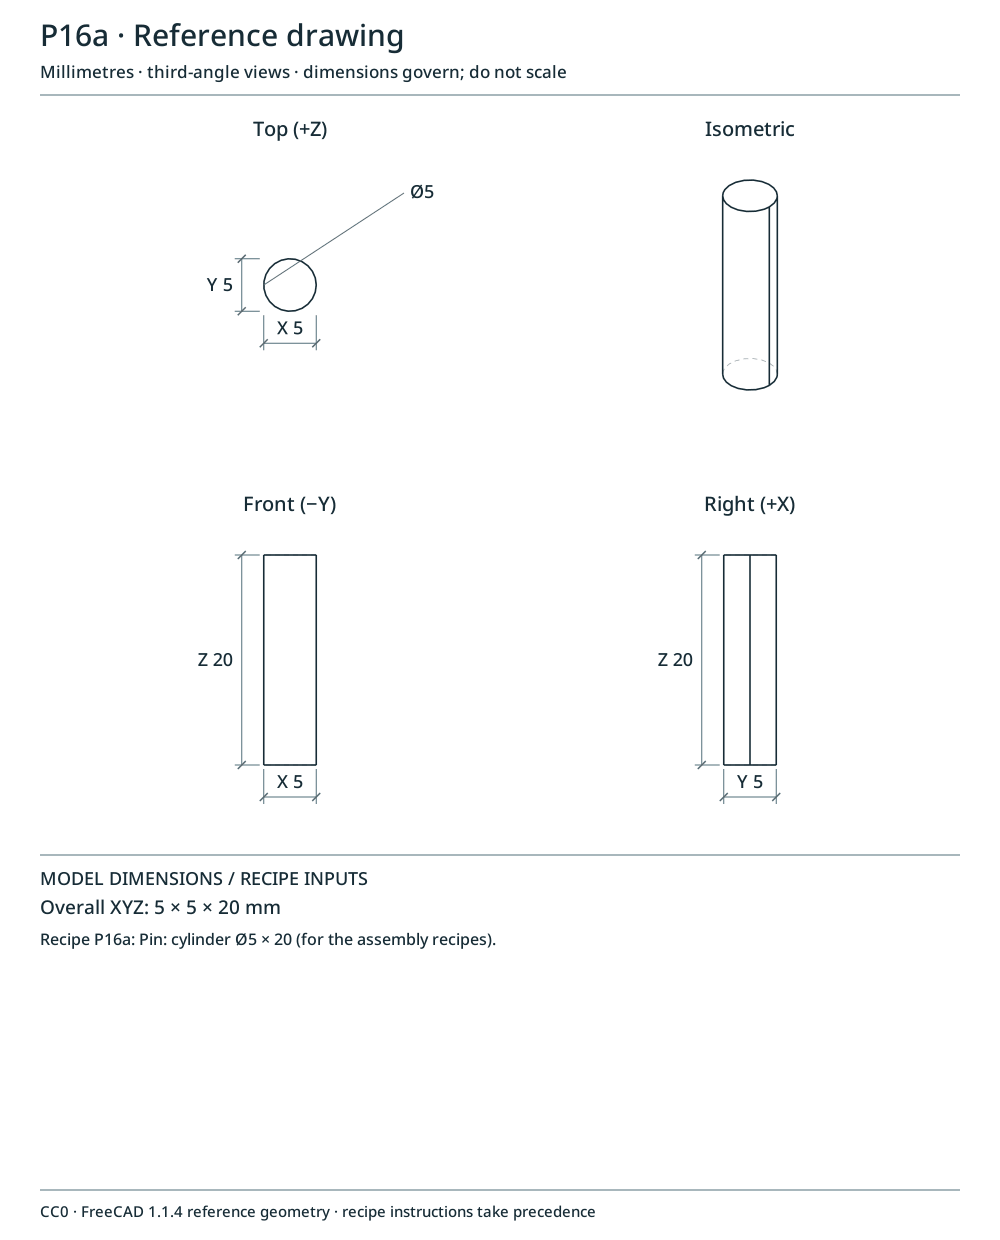 P16a · Reference drawing
Millimetres · third-angle views · dimensions govern; do not scale
Top (+Z)
Isometric
Ø5
Y 5
X 5
Front (−Y)
Right (+X)
Z 20
Z 20
X 5
Y 5
MODEL DIMENSIONS / RECIPE INPUTS
Overall XYZ: 5 × 5 × 20 mm
Recipe P16a: Pin: cylinder Ø5 × 20 (for the assembly recipes).
CC0 · FreeCAD 1.1.4 reference geometry · recipe instructions take precedence